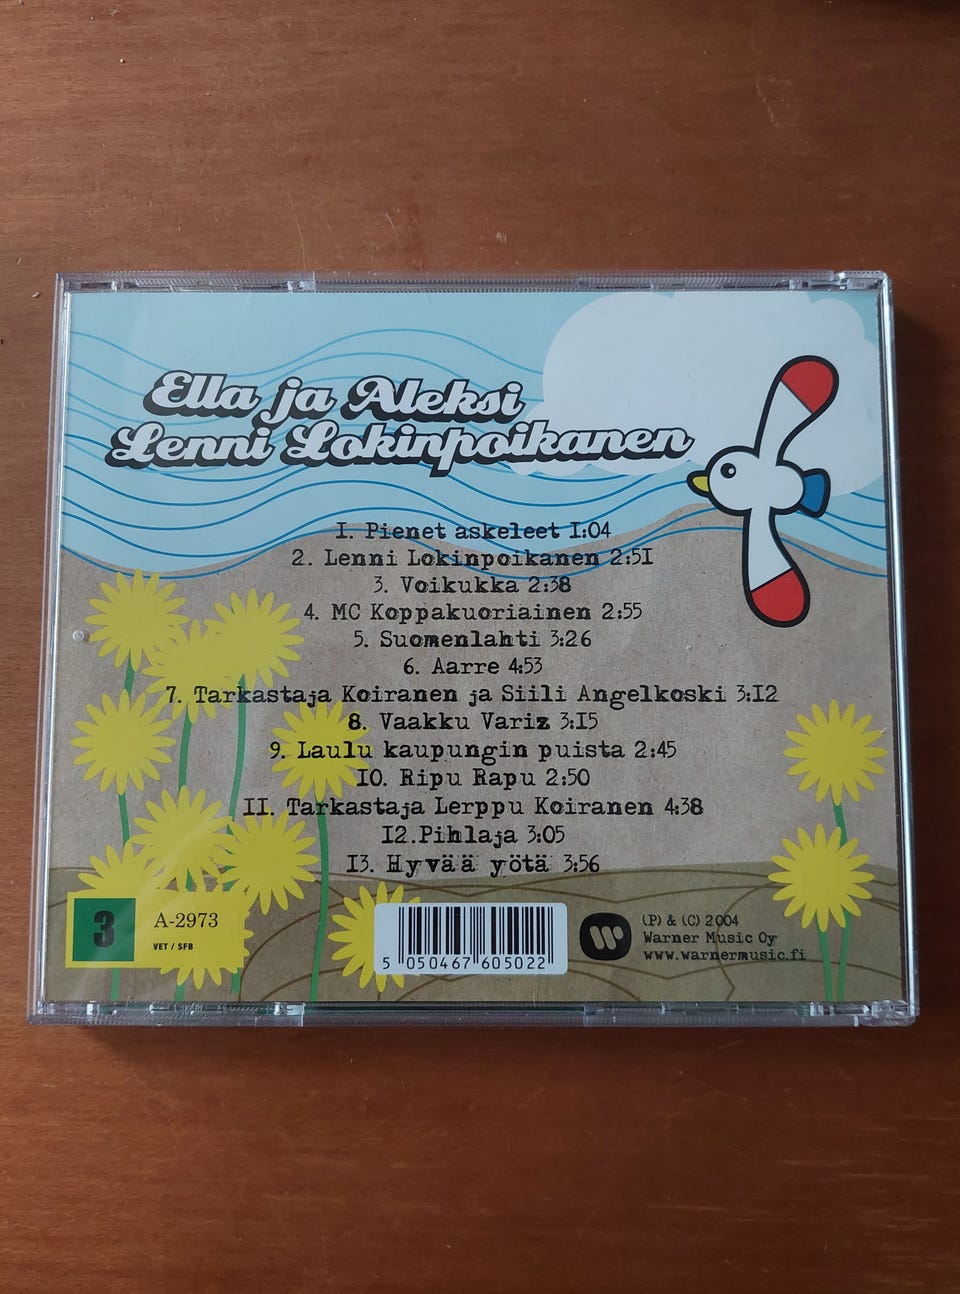 Ella ja Aleksi
Lenni Lokinpoikanen
1. Pienet askeleet 1:04
2. Lenni Lokinpoikanen 2:51
3. Voikukka 2:38
4. MC Koppakuoriainen 2:55
5. Suomenlahti 3:26
6. Aarre 4:53
7. Tarkastaja Koiranen ja Siili Angelkoski 3:12
8. Vaakku Variz 3:15
9. Laulu kaupungin puista 2:45
10. Ripu Rapu 2:50
11. Tarkastaja Lerppu Koiranen 4:38
12.Pihlaja 3:05
13. Hyvää yötä 3:56
3
A-2973
VET / SFB
5 050467 605022
(P) & (C) 2004
Warner Music Oy
www.warnermusic.fi